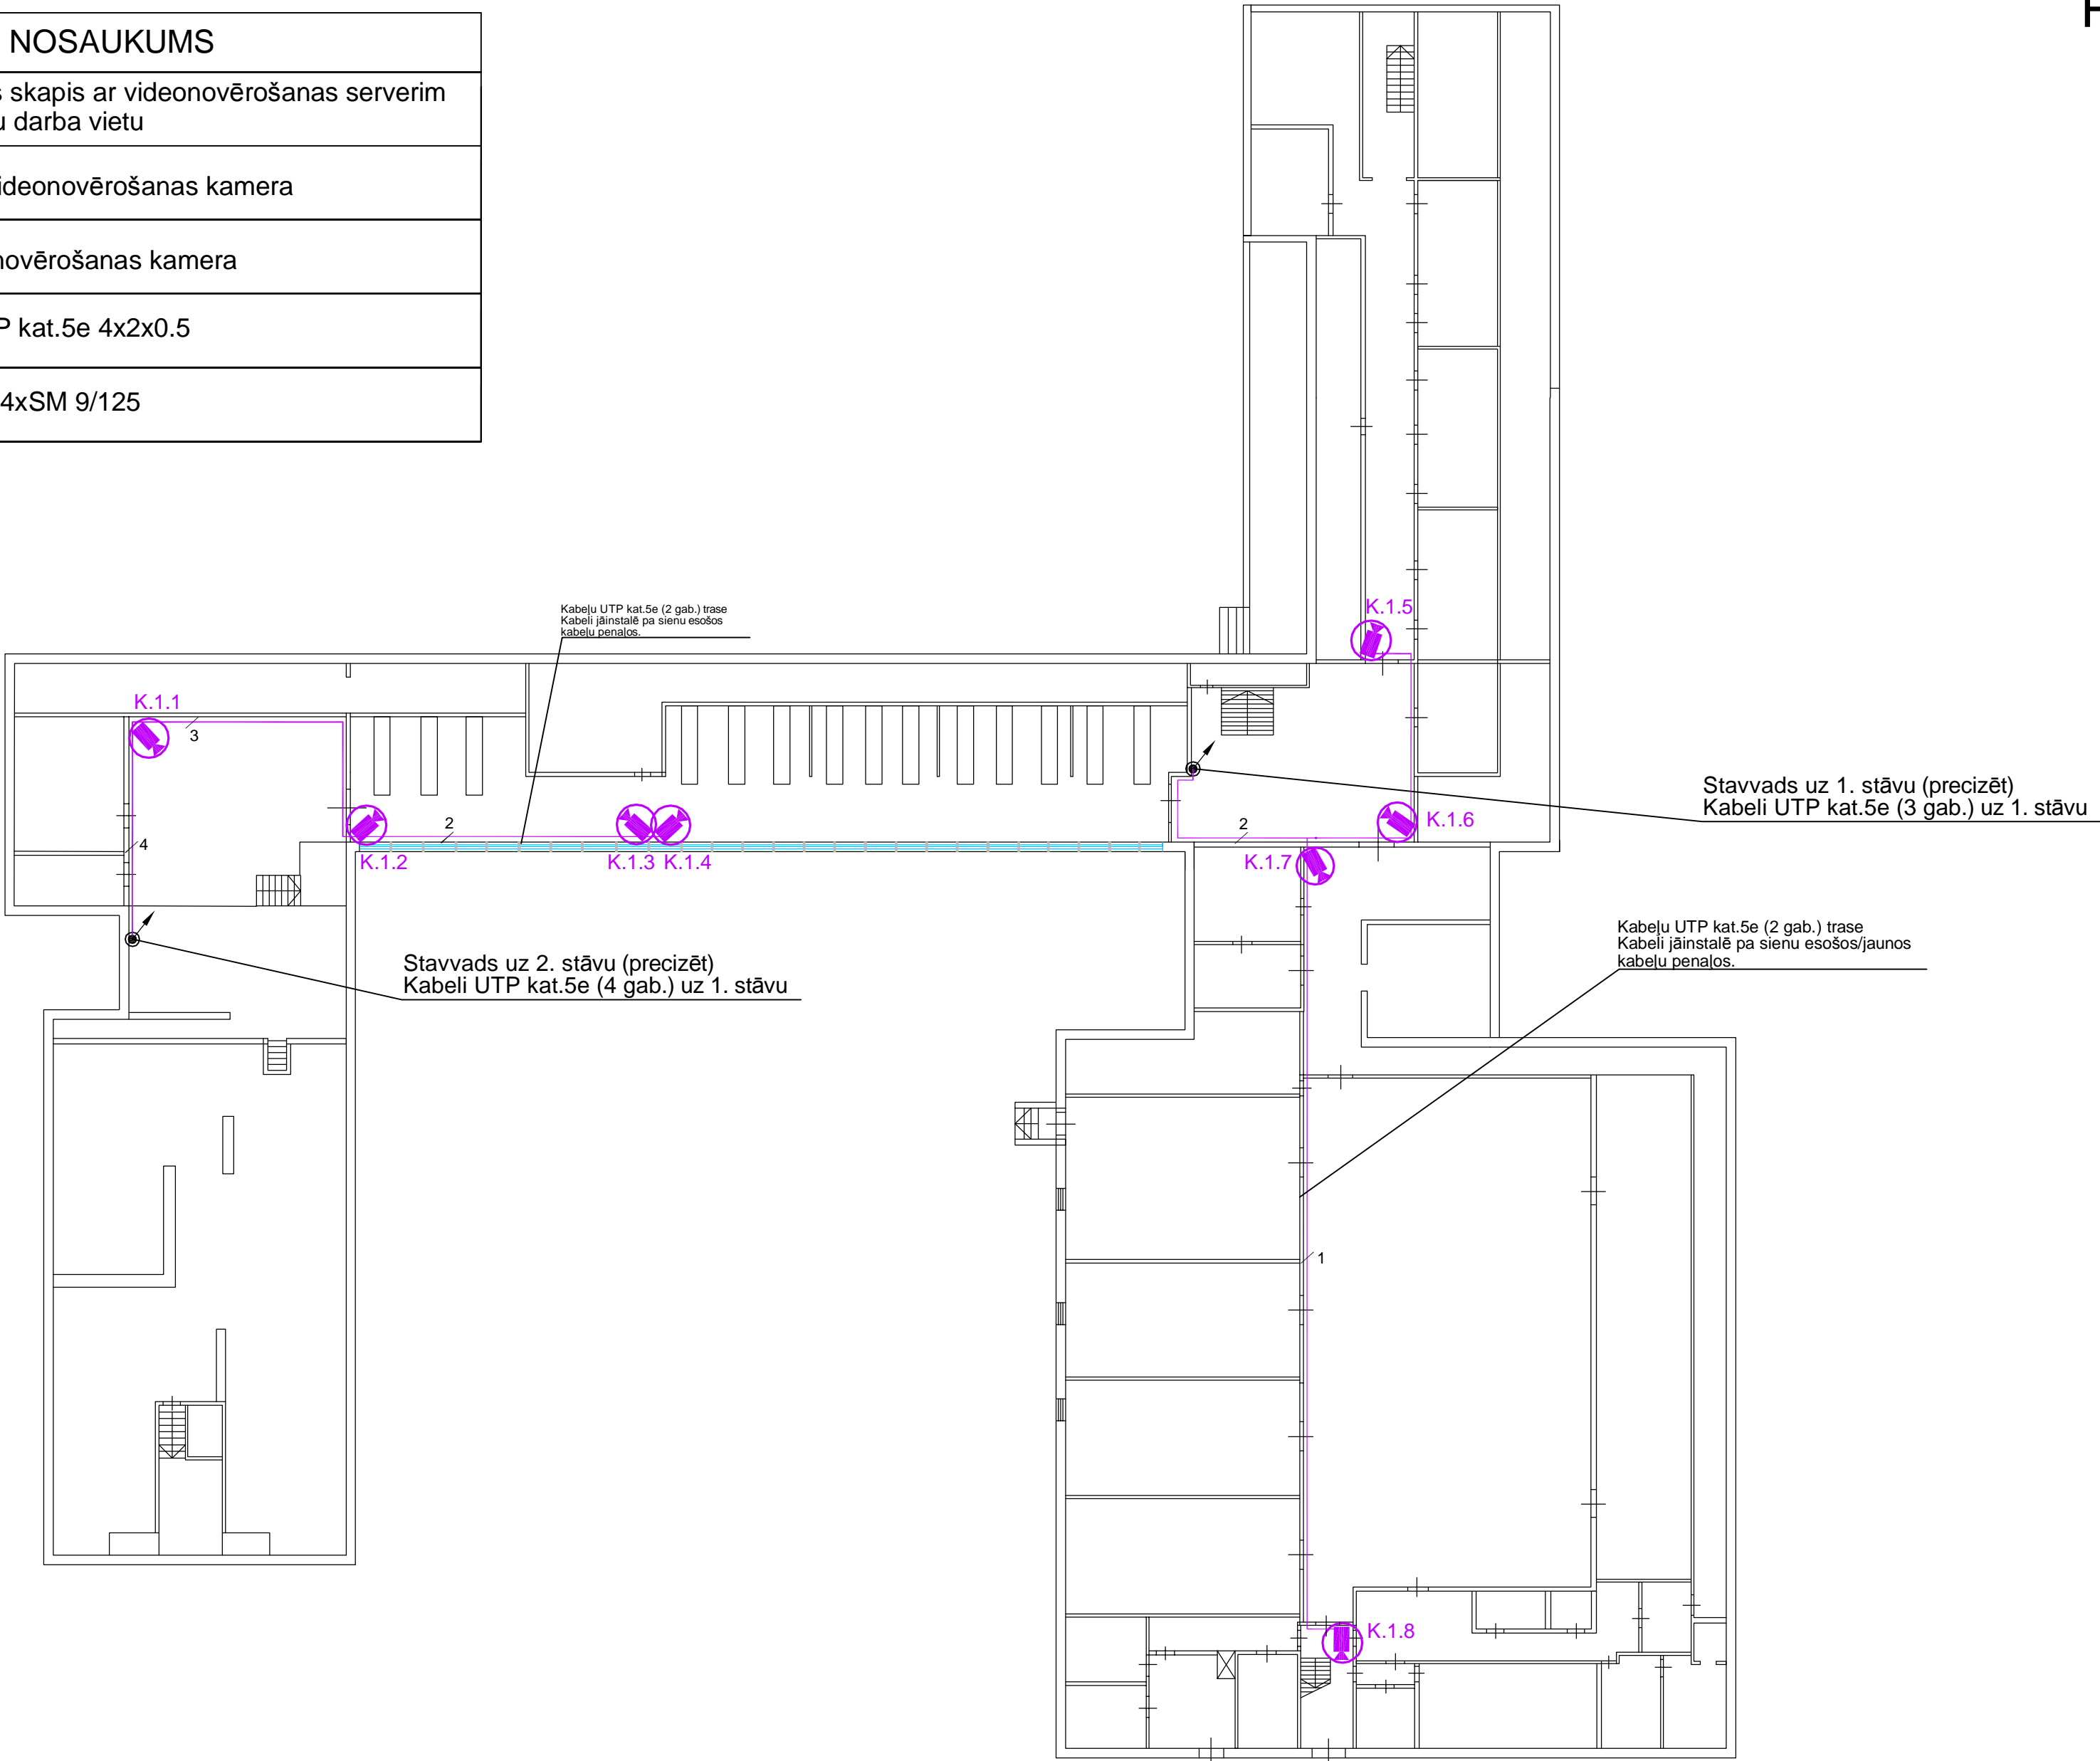 NOSAUKUMS
skapis ar videonovērošanas serverim
darba vietu
videonovērošanas kamera
novērošanas kamera
kat.5e 4x2x0.5
4xSM 9/125
Kabeļu UTP kat.5e (2 gab.) trase
Kabeli jāinstalē pa sienu esošos
kabeļu penaļos.
K.1.5
K.1.1
3
Stavvads uz 1. stāvu (precizēt)
Kabeli UTP kat.5e (3 gab.) uz 1. stāvu
2
2
K.1.6
4
K.1.2
K.1.3
K.1.4
K.1.7
Kabeļu UTP kat.5e (2 gab.) trase
Kabeli jāinstalē pa sienu esošos/jaunos
kabeļu penaļos.
Stavvads uz 2. stāvu (precizēt)
Kabeli UTP kat.5e (4 gab.) uz 1. stāvu
1
K.1.8